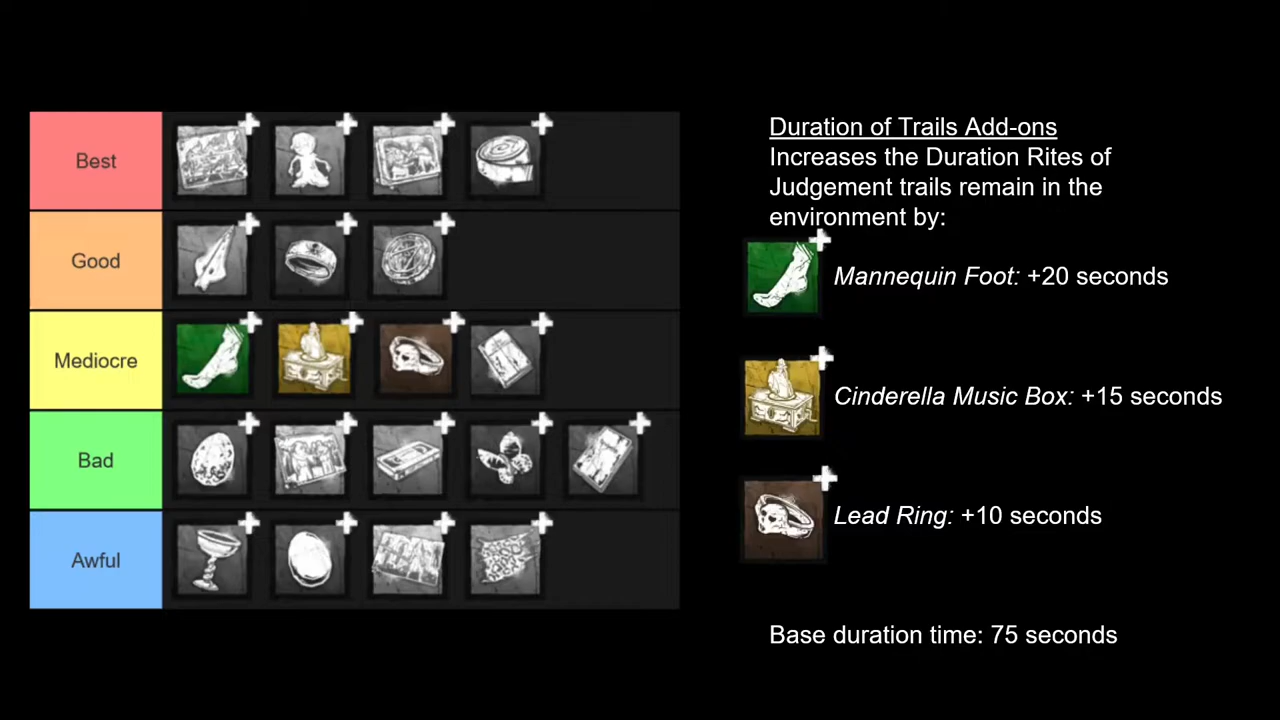 Best
Good
Mediocre
Bad
Awful
Duration of Trails Add-ons
Increases the Duration Rites of
Judgement trails remain in the
environment by:
Mannequin Foot: +20 seconds
Cinderella Music Box: +15 seconds
Lead Ring: +10 seconds
Base duration time: 75 seconds